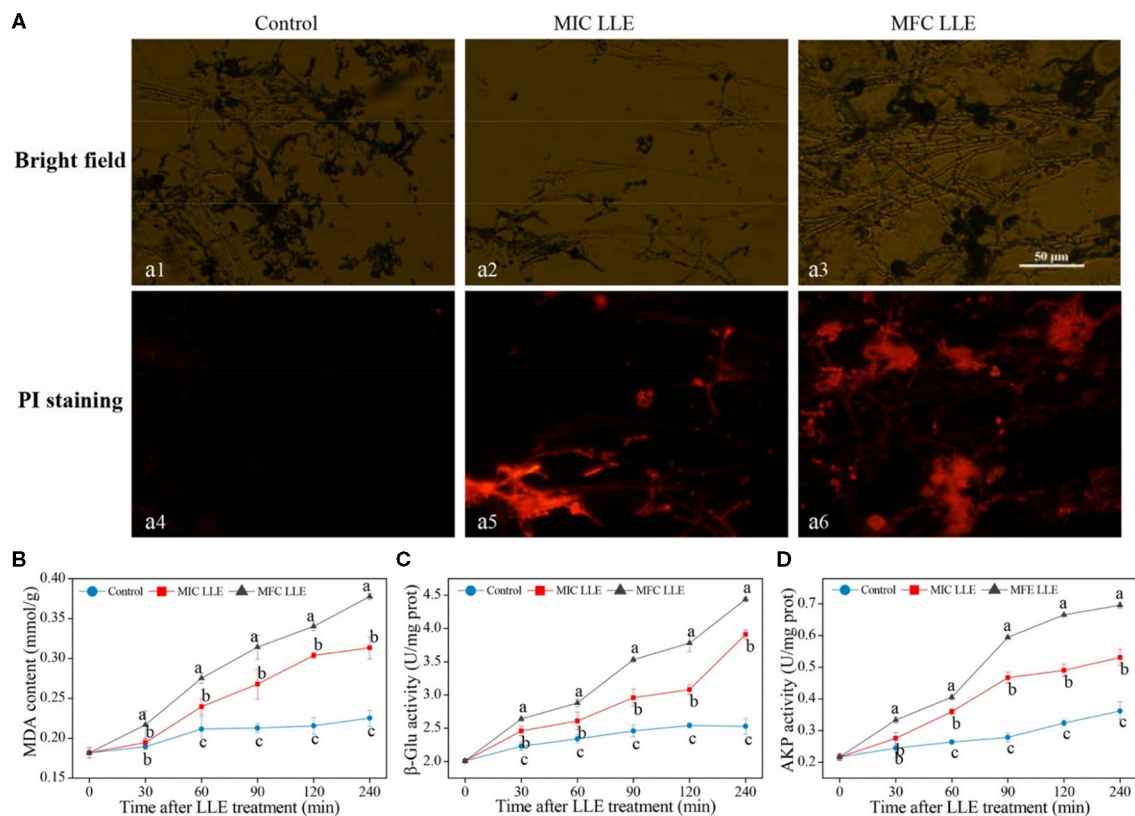 A
Control
MIC LLE
MFC LLE
Bright field
a1
a2
a3
50 μm
PI staining
a4
a5
a6
B
MDA content (mmol/g)
0.40
0.35
0.30
0.25
0.20
0.15
Control
MIC LLE
MFC LLE
a
a
a
a
a
b
b
b
b
b
b
c
c
c
c
0
30
60
90
120
240
Time after LLE treatment (min)
C
β-Glu activity (U/mg prot)
4.5
4.0
3.5
3.0
2.5
2.0
Control
MIC LLE
MFC LLE
a
a
a
a
a
b
b
b
b
b
c
c
c
c
c
0
30
60
90
120
240
Time after LLE treatment (min)
D
AKP activity (U/mg prot)
0.7
0.6
0.5
0.4
0.3
0.2
Control
MIC LLE
MFE LLE
a
a
a
a
a
b
b
b
b
b
b
c
c
c
c
0
30
60
90
120
240
Time after LLE treatment (min)